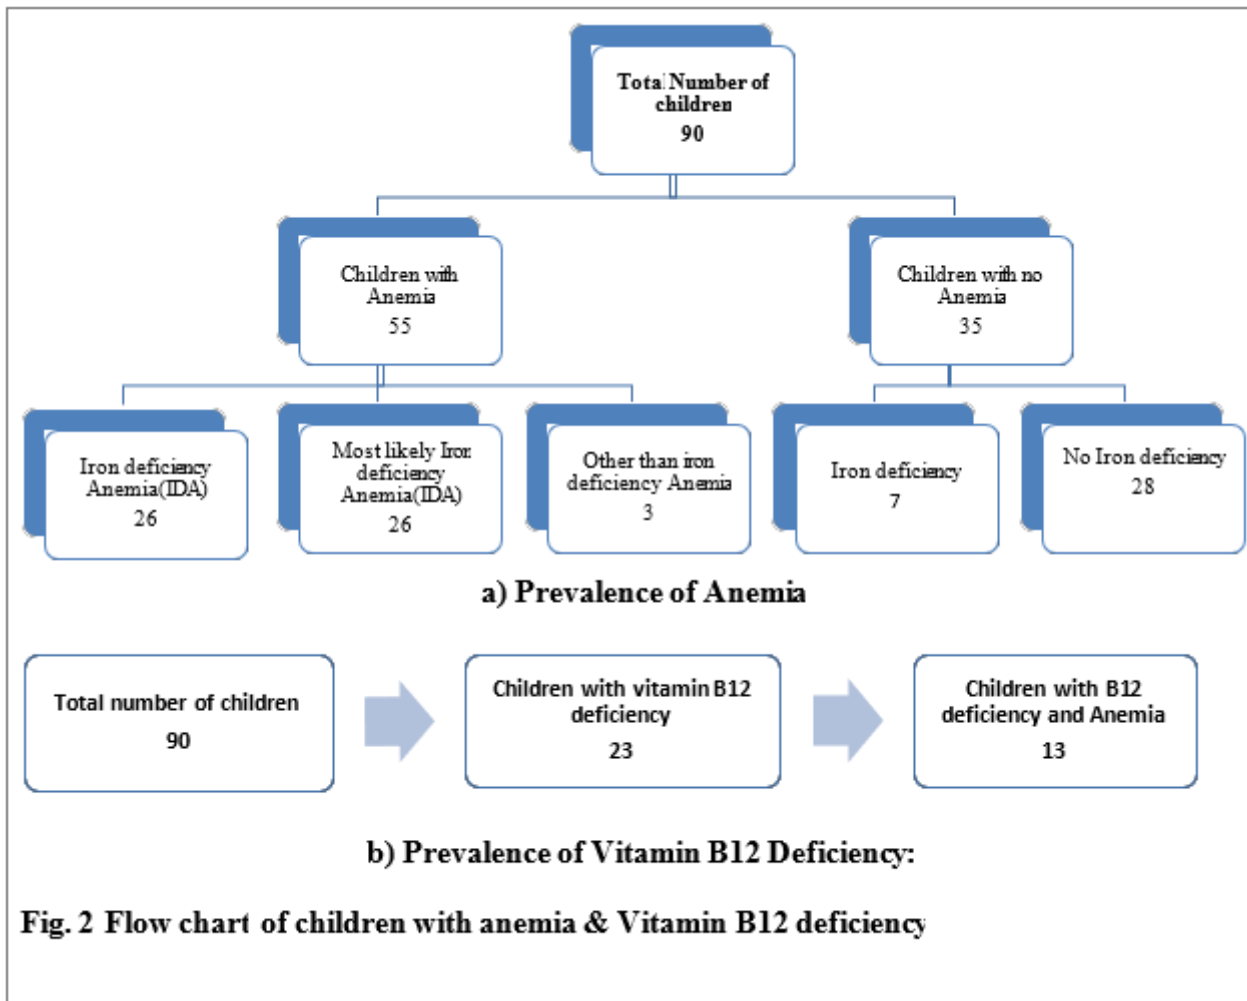 Total Number of
children
90
Children with
Anemia
55
Children with no
Anemia
35
Iron deficiency
Anemia(IDA)
26
Most likely Iron
deficiency
Anemia(IDA)
26
Other than iron
deficiency Anemia
3
Iron deficiency
7
No Iron deficiency
28
a) Prevalence of Anemia
Total number of children
90
Children with vitamin B12
deficiency
23
Children with B12
deficiency and Anemia
13
b) Prevalence of Vitamin B12 Deficiency:
Fig. 2 Flow chart of children with anemia & Vitamin B12 deficiency